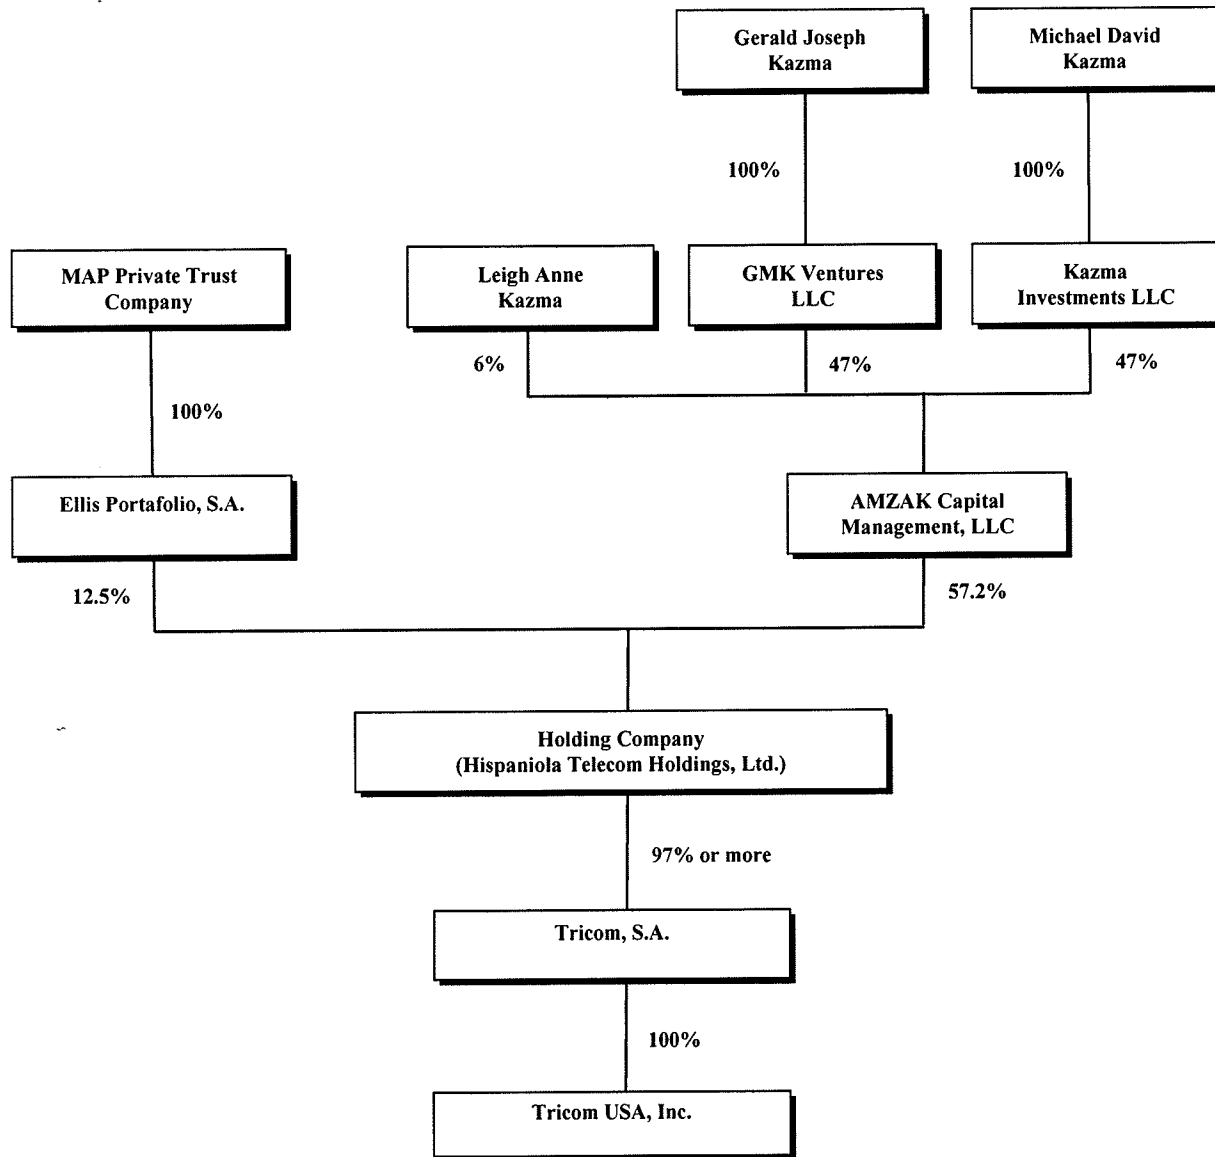 Gerald Joseph
Kazma
Michael David
Kazma
100%
100%
MAP Private Trust
Company
Leigh Anne
Kazma
GMK Ventures
LLC
Kazma
Investments LLC
6%
47%
47%
100%
Ellis Portafolio, S.A.
AMZAK Capital
Management, LLC
12.5%
57.2%
Holding Company
(Hispaniola Telecom Holdings, Ltd.)
97% or more
Tricom, S.A.
100%
Tricom USA, Inc.